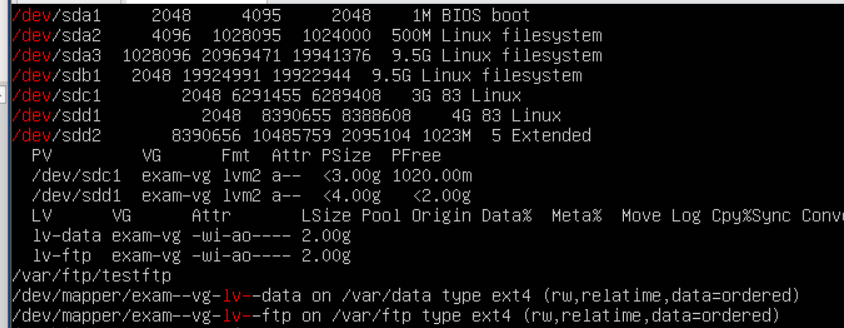 /dev/sda1 2048 4095 2048 1M BIOS boot
/dev/sda2 4096 1028095 1024000 500M Linux filesystem
/dev/sda3 1028096 20969471 19941376 9.5G Linux filesystem
/dev/sdb1 2048 19924991 19922944 9.5G Linux filesystem
/dev/sdc1 2048 6291455 6289408 3G 83 Linux
/dev/sdd1 2048 8390655 8388608 4G 83 Linux
/dev/sdd2 8390656 10485759 2095104 1023M 5 Extended
PV VG Fmt Attr PSize PFree
/dev/sdc1 exam-vg lvm2 a-- <3.00g 1020.00m
/dev/sdd1 exam-vg lvm2 a-- <4.00g <2.00g
LV VG Attr LSize Pool Origin Data% Meta% Move Log Cpy%Sync Conv
lv-data exam-vg -wi-ao---- 2.00g
lv-ftp exam-vg -wi-ao---- 2.00g
/var/ftp/testftp
/dev/mapper/exam--vg-lv--data on /var/data type ext4 (rw,relatime,data=ordered)
/dev/mapper/exam--vg-lv--ftp on /var/ftp type ext4 (rw,relatime,data=ordered)